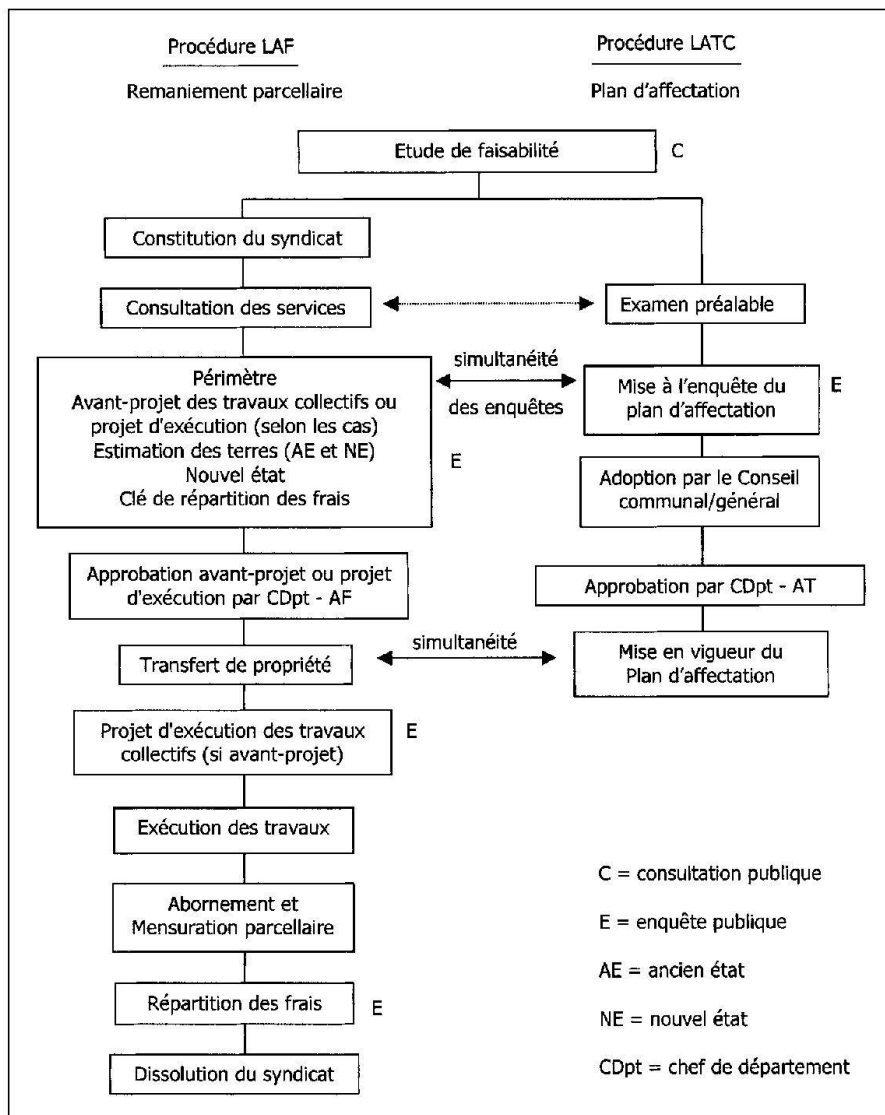 Procédure LAF
Procédure LATC
Remaniement parcellaire
Plan d'affectation
Etude de faisabilité
C
Constitution du syndicat
Consultation des services
Examen préalable
Périmètre
Avant-projet des travaux collectifs ou
projet d'exécution (selon les cas)
Estimation des terres (AE et NE)
Nouvel état
Clé de répartition des frais
E
simultanéité
des enquêtes
Mise à l'enquête du
plan d'affectation
E
Adoption par le Conseil
communal/général
Approbation avant-projet ou projet
d'exécution par CDpt - AF
Approbation par CDpt - AT
Transfert de propriété
simultanéité
Mise en vigueur du
Plan d'affectation
Projet d'exécution des travaux
collectifs (si avant-projet)
E
Exécution des travaux
Abornement et
Mensuration parcellaire
Répartition des frais
E
Dissolution du syndicat
C = consultation publique
E = enquête publique
AE = ancien état
NE = nouvel état
CDpt = chef de département